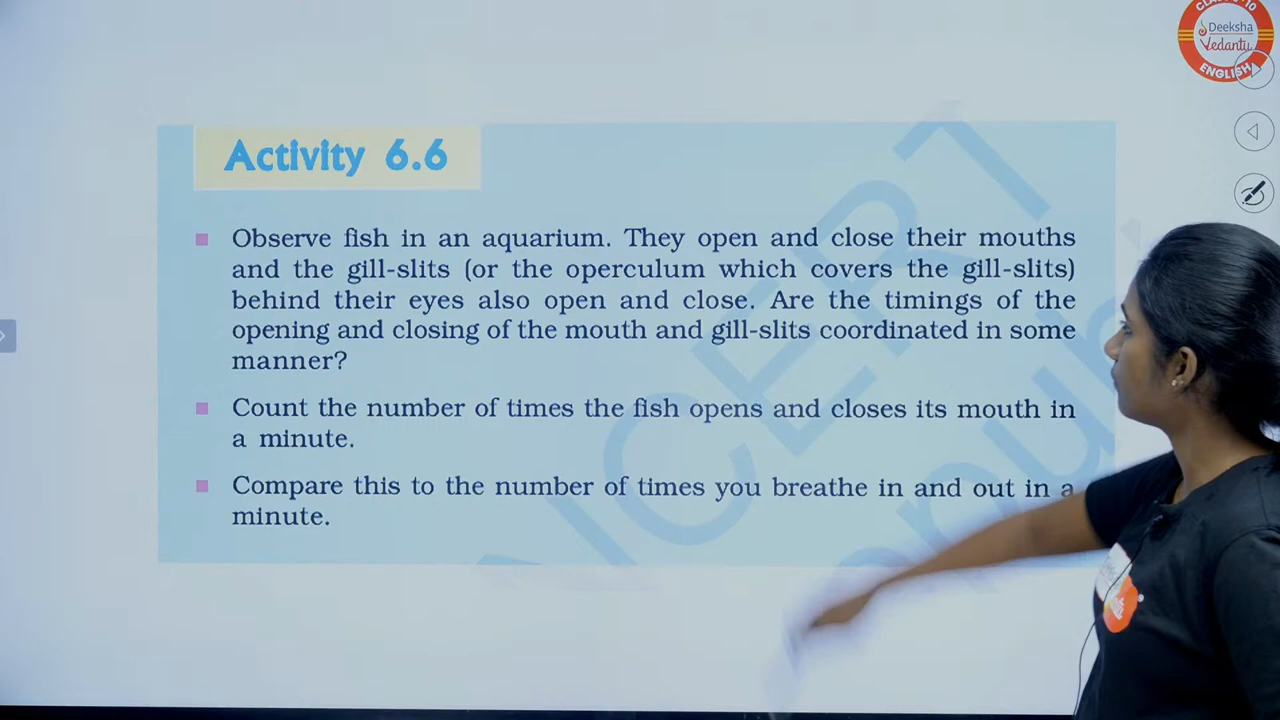 CLASS 9-10
Deeksha
Vedantu
ENGLISH
Activity 6.6
Observe fish in an aquarium. They open and close their mouths
and the gill-slits (or the operculum which covers the gill-slits)
behind their eyes also open and close. Are the timings of the
opening and closing of the mouth and gill-slits coordinated in some
manner?
Count the number of times the fish opens and closes its mouth in
a minute.
Compare this to the number of times you breathe in and out in a
minute.
NCERT